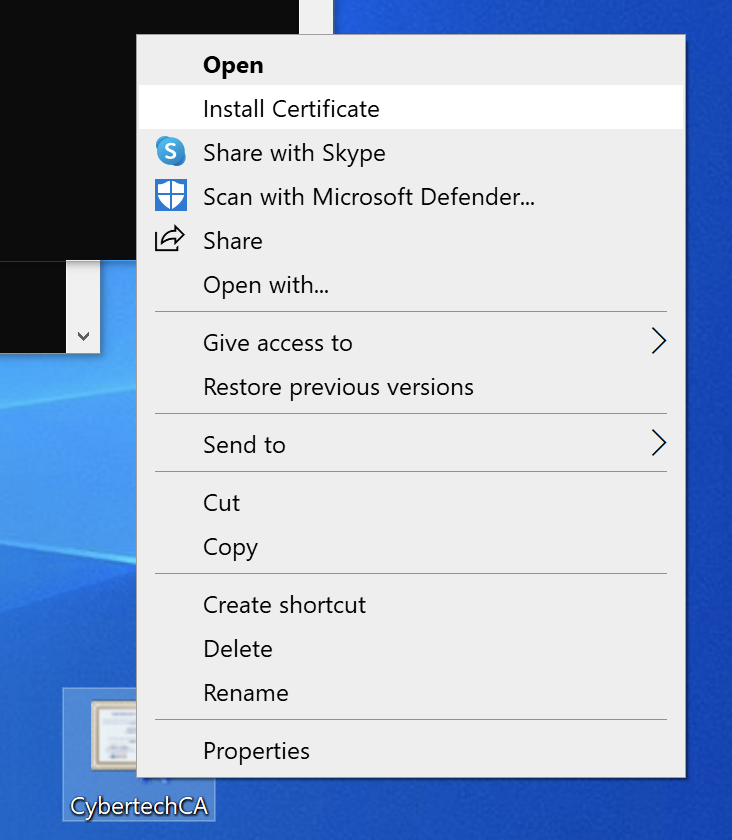 Open
Install Certificate
Share with Skype
Scan with Microsoft Defender...
Share
Open with...
Give access to
Restore previous versions
Send to
Cut
Copy
Create shortcut
Delete
Rename
Properties
CybertechCA